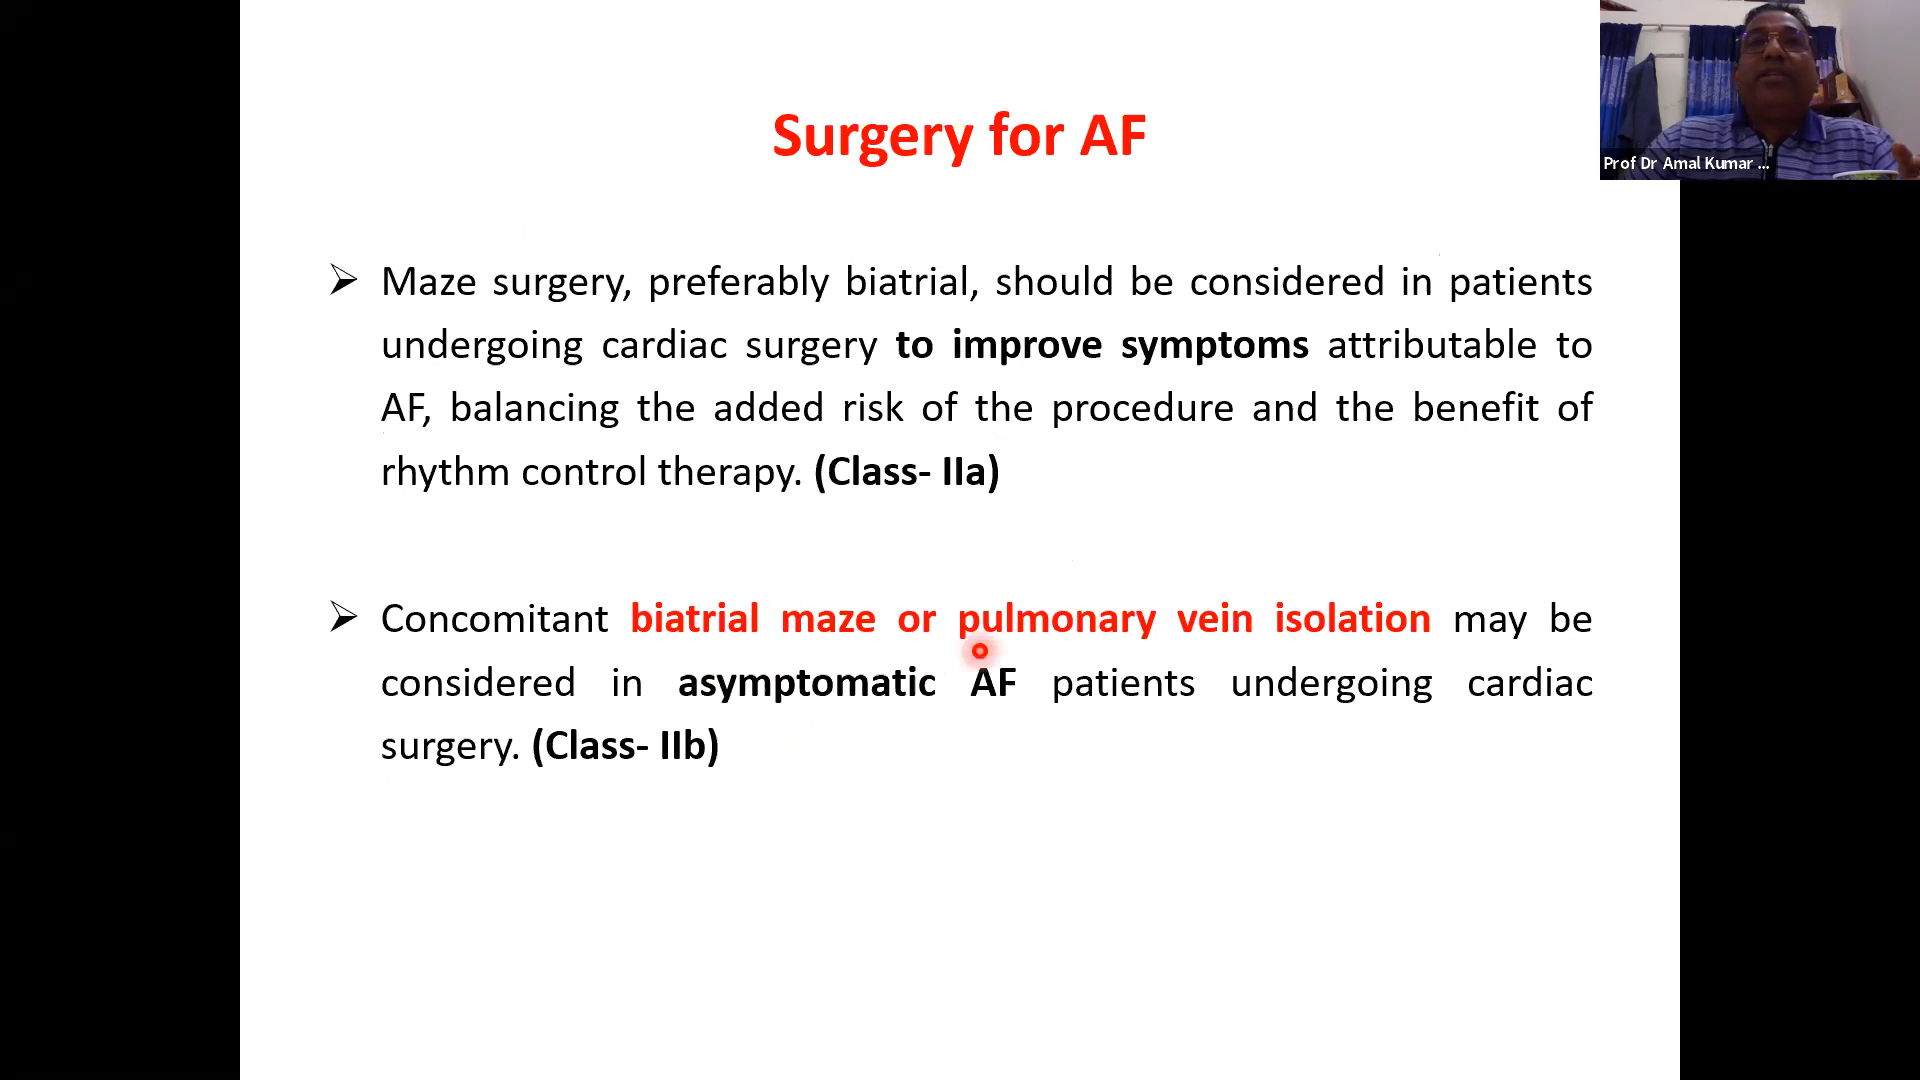 Surgery for AF
Prof Dr Amal Kumar ...
➢ Maze surgery, preferably biatrial, should be considered in patients
undergoing cardiac surgery to improve symptoms attributable to
AF, balancing the added risk of the procedure and the benefit of
rhythm control therapy. (Class- IIa)
➢ Concomitant biatrial maze or pulmonary vein isolation may be
considered in asymptomatic AF patients undergoing cardiac
surgery. (Class- IIb)